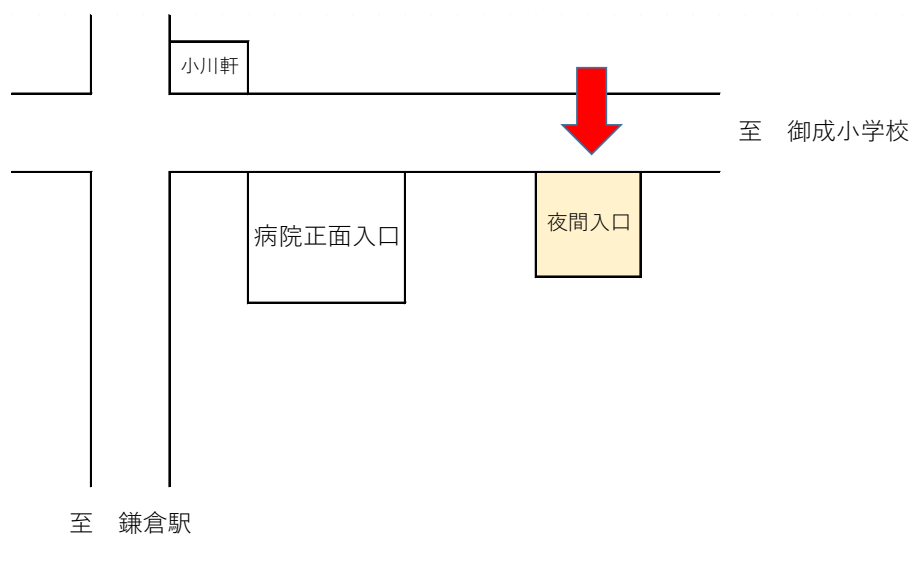 小川軒
至　御成小学校
病院正面入口
夜間入口
至　鎌倉駅